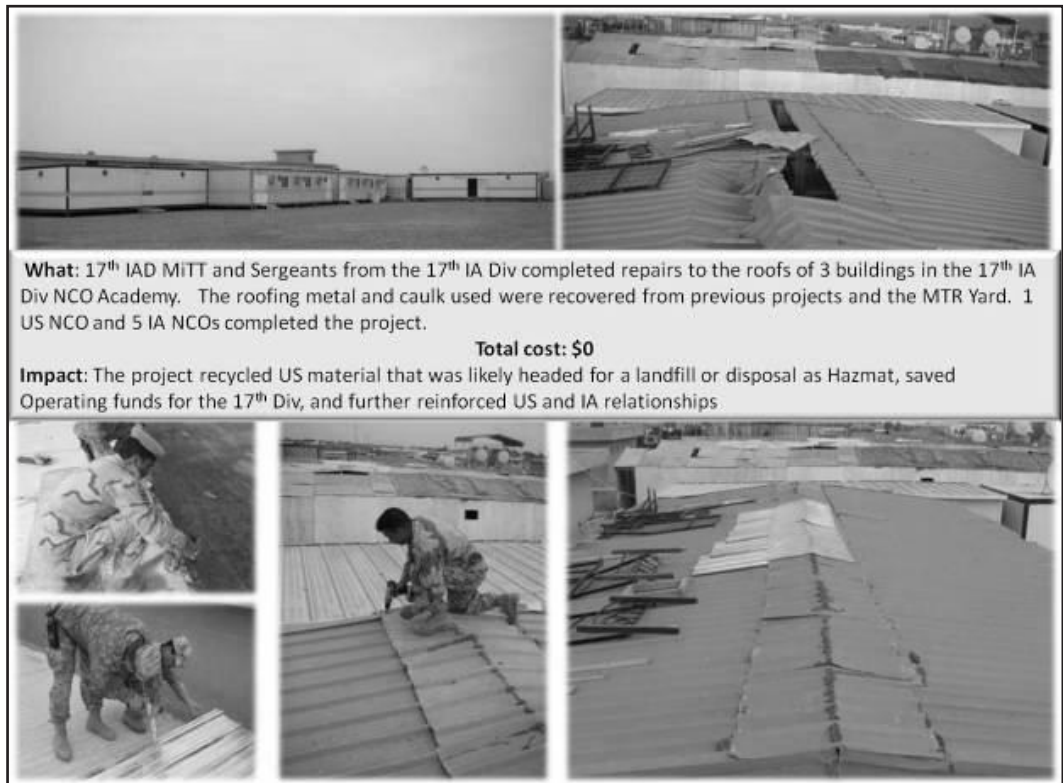 What: 17th IAD MiTT and Sergeants from the 17th IA Div completed repairs to the roofs of 3 buildings in the 17th IA
Div NCO Academy. The roofing metal and caulk used were recovered from previous projects and the MTR Yard. 1
US NCO and 5 IA NCOs completed the project.
Total cost: $0
Impact: The project recycled US material that was likely headed for a landfill or disposal as Hazmat, saved
Operating funds for the 17th Div, and further reinforced US and IA relationships